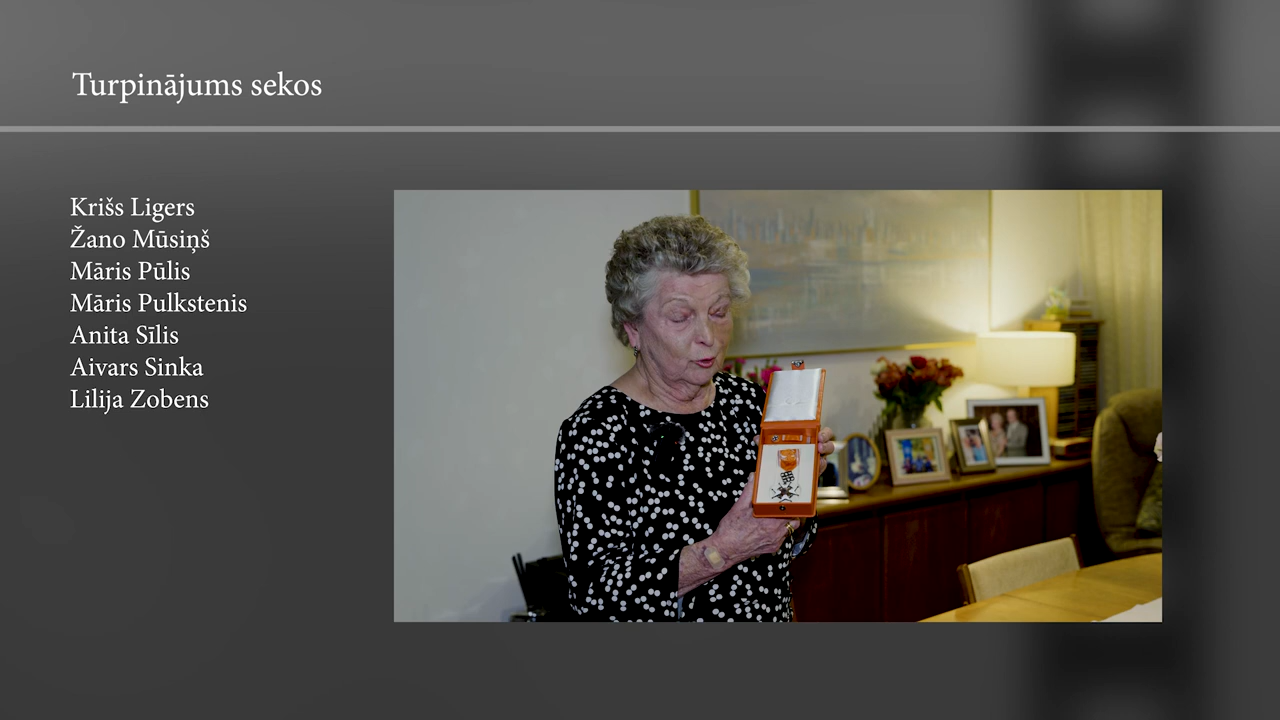 Turpinājums sekos
Krišs Ligers
Žano Mūsiņš
Māris Pūlis
Māris Pulkstenis
Anita Sīlis
Aivars Sinka
Lilija Zobens